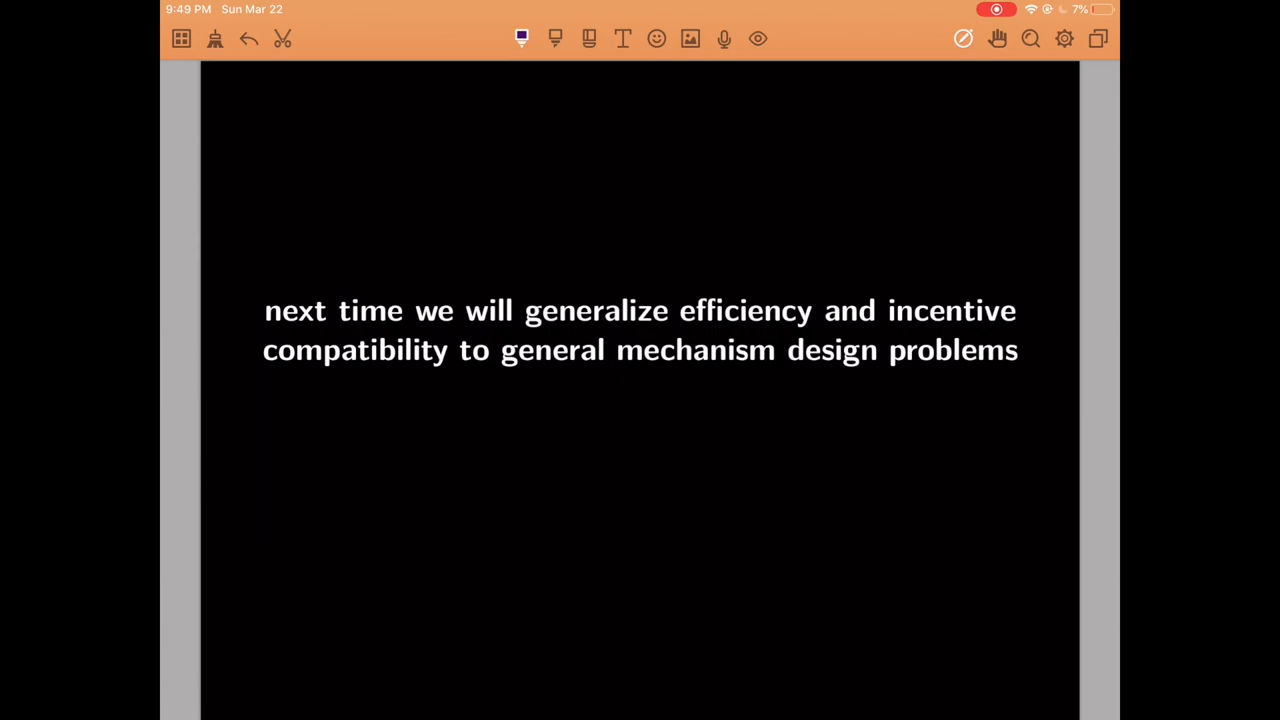 9:49 PM Sun Mar 22 7%
next time we will generalize efficiency and incentive
compatibility to general mechanism design problems